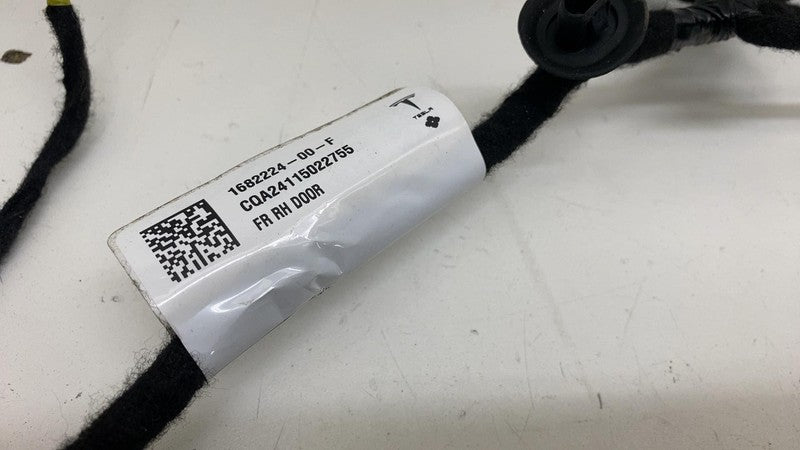 TESLA
1682224-00-F
CQA24115022755
FR RH DOOR